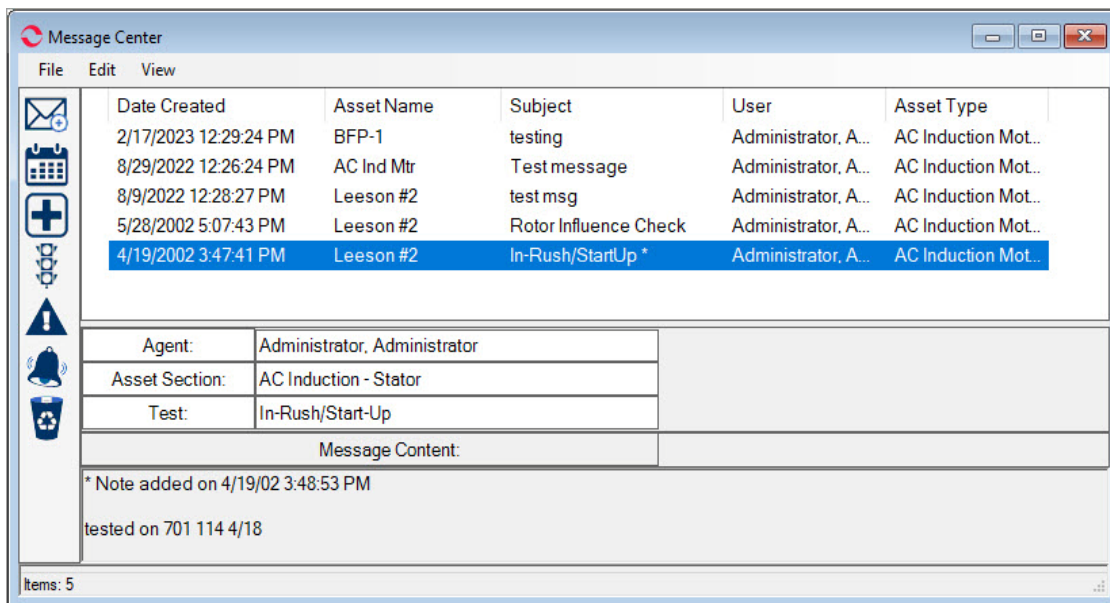 Message Center
File Edit View
Date Created Asset Name Subject User Asset Type
2/17/2023 12:29:24 PM BFP-1 testing Administrator, A... AC Induction Mot...
8/29/2022 12:26:24 PM AC Ind Mtr Test message Administrator, A... AC Induction Mot...
8/9/2022 12:28:27 PM Leeson #2 test msg Administrator, A... AC Induction Mot...
5/28/2002 5:07:43 PM Leeson #2 Rotor Influence Check Administrator, A... AC Induction Mot...
4/19/2002 3:47:41 PM Leeson #2 In-Rush/StartUp * Administrator, A... AC Induction Mot...
Agent: Administrator, Administrator
Asset Section: AC Induction - Stator
Test: In-Rush/Start-Up
Message Content:
* Note added on 4/19/02 3:48:53 PM
tested on 701 114 4/18
Items: 5